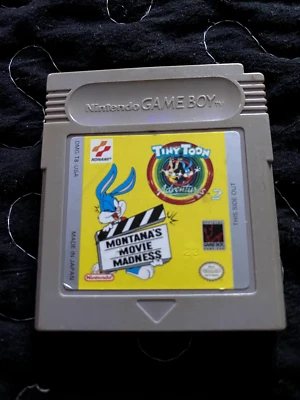 Nintendo GAME BOY TM
DMG T8 USA
KONAMI
TINY TOON
Adventures 2
MONTANA'S
MOVIE
MADNESS
MADE IN JAPAN
THIS SIDE OUT
Nintendo